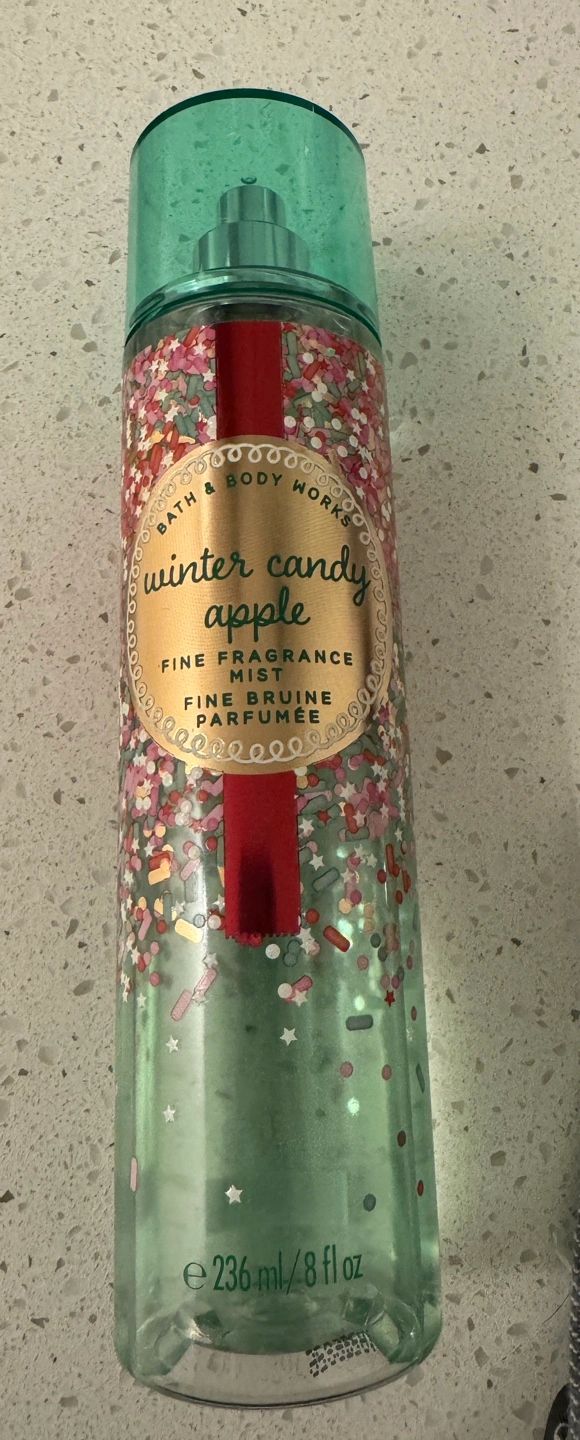 BATH & BODY WORKS
winter candy
apple
FINE FRAGRANCE
MIST
FINE BRUINE
PARFUMÉE
℮ 236 ml / 8 fl oz